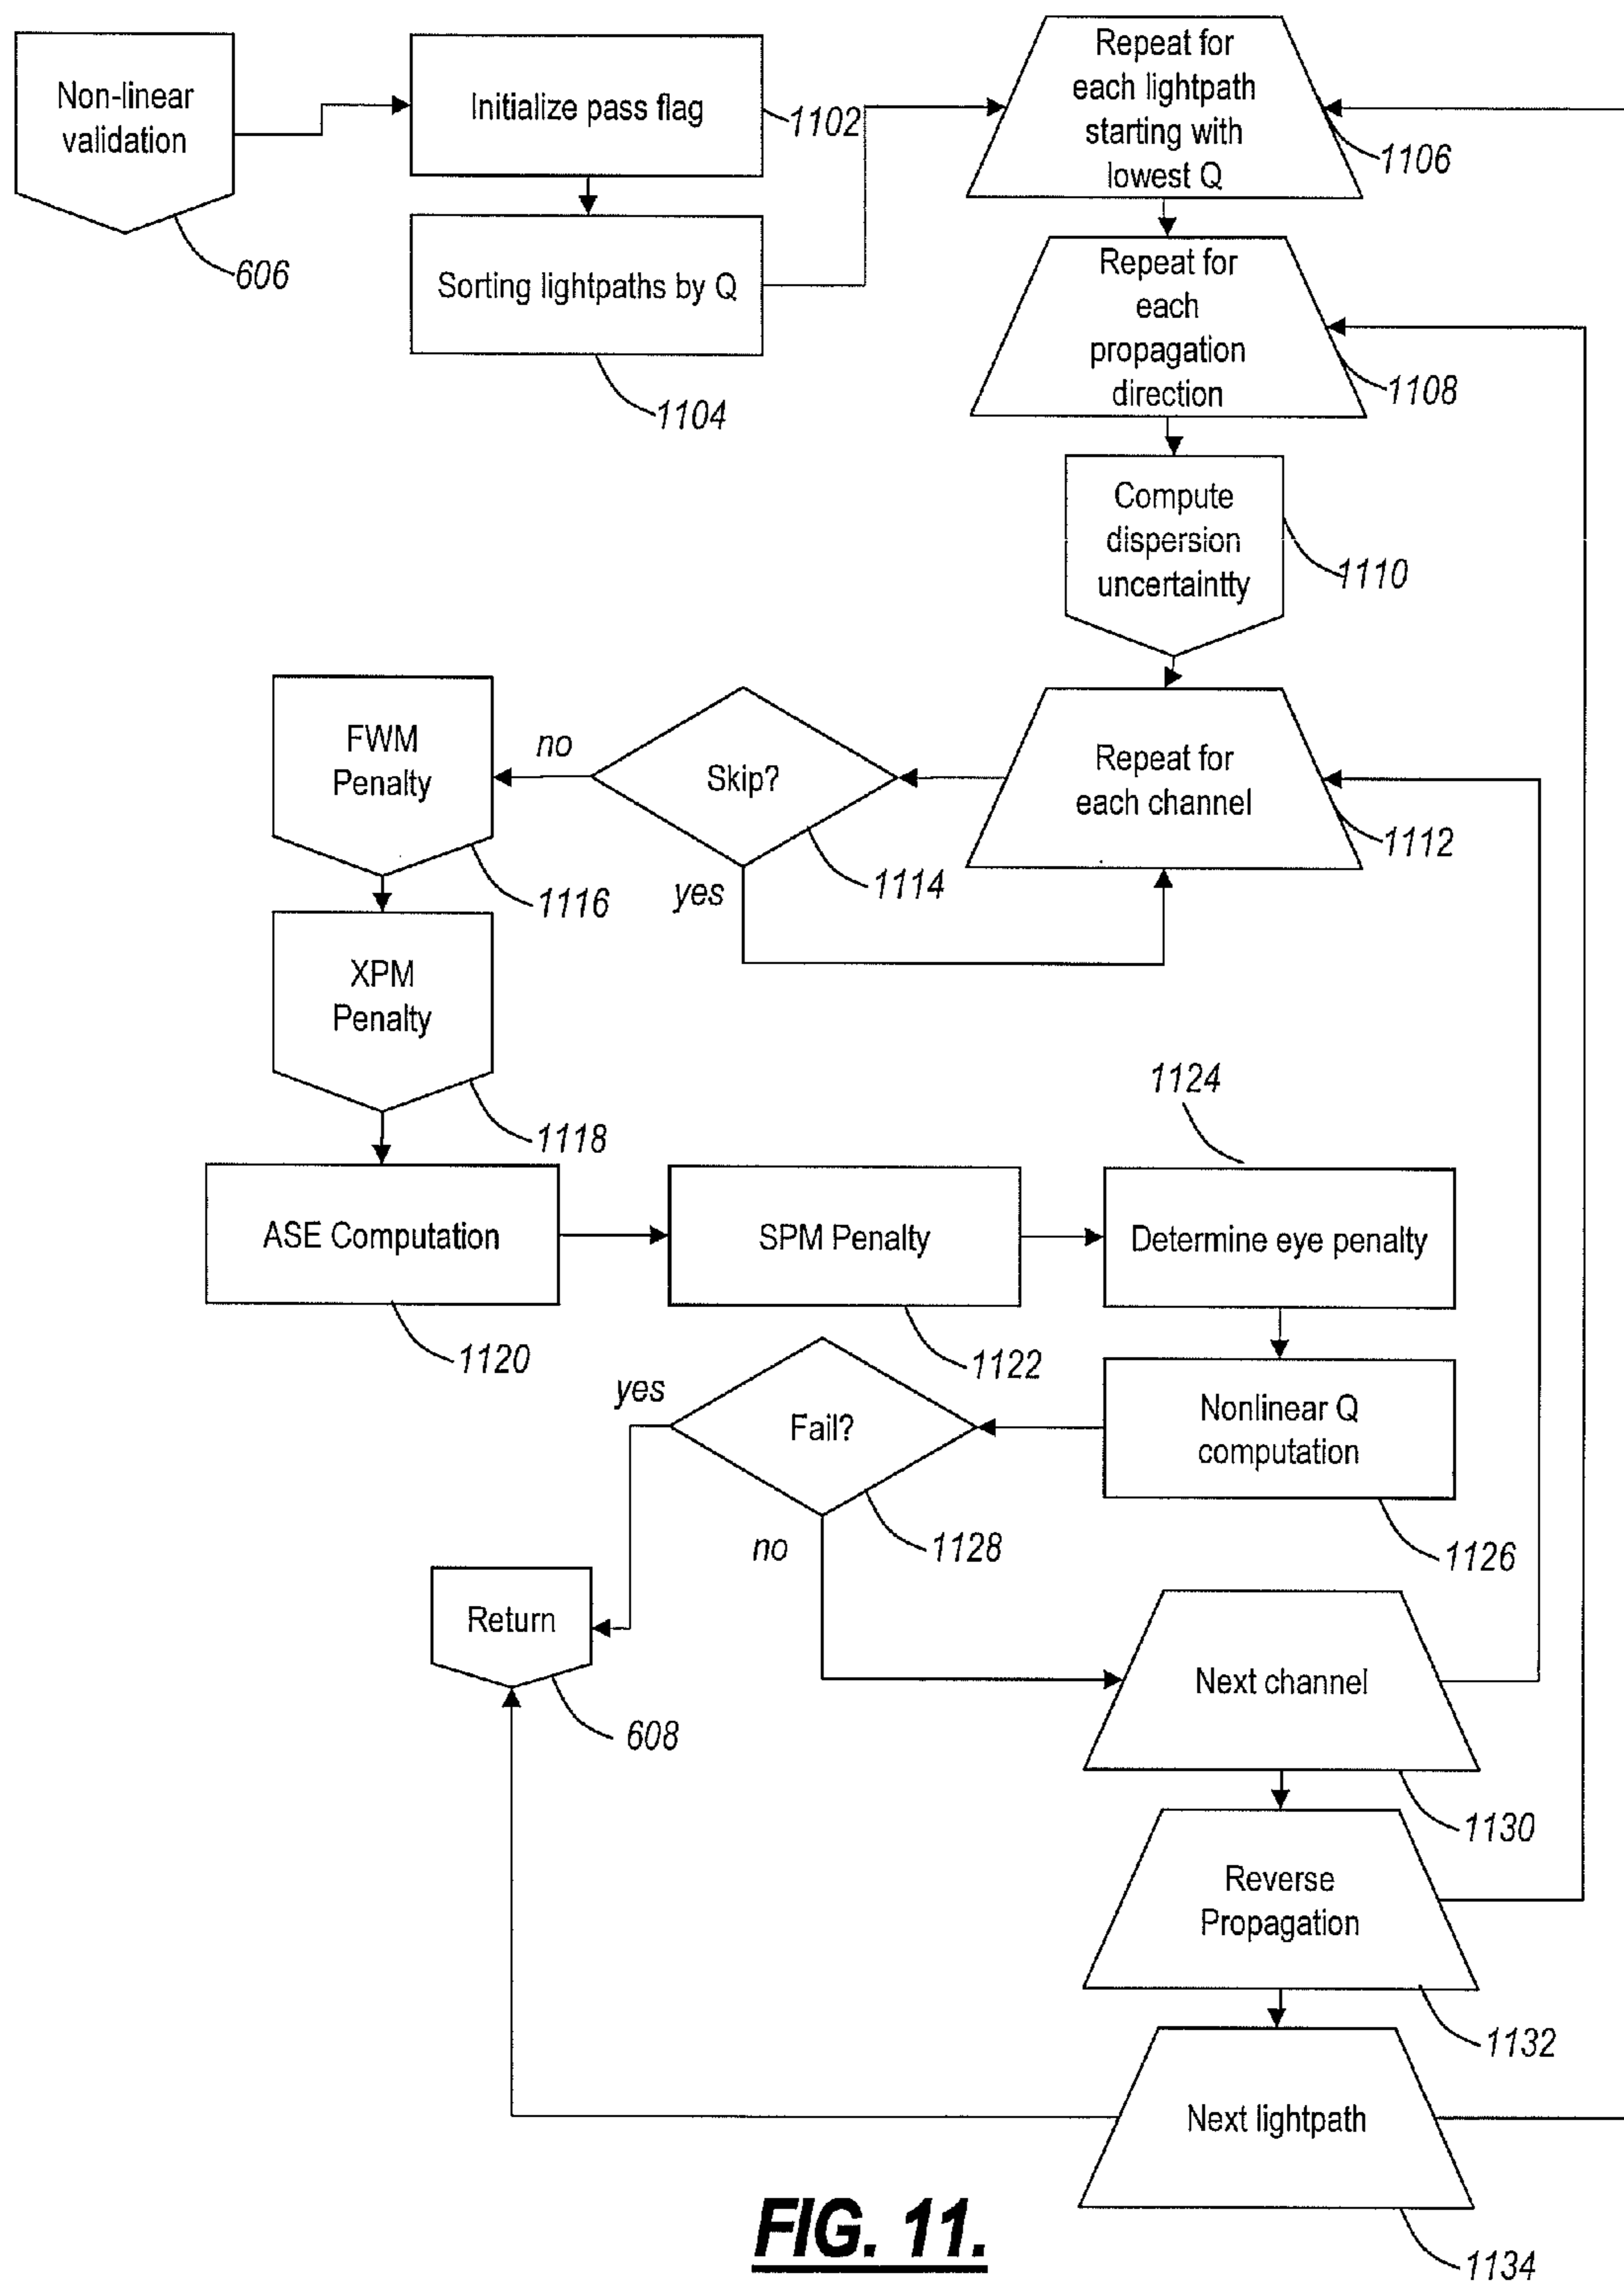 Non-linear
validation
606
Initialize pass flag
1102
Sorting lightpaths by Q
1104
Repeat for
each lightpath
starting with
lowest Q
1106
Repeat for
each
propagation
direction
1108
Compute
dispersion
uncertaintty
1110
Repeat for
each channel
1112
Skip?
1114
no
yes
FWM
Penalty
1116
XPM
Penalty
1118
ASE Computation
1120
SPM Penalty
1122
1124
Determine eye penalty
Nonlinear Q
computation
1126
Fail?
1128
yes
no
Return
608
Next channel
1130
Reverse
Propagation
1132
Next lightpath
1134
FIG. 11.